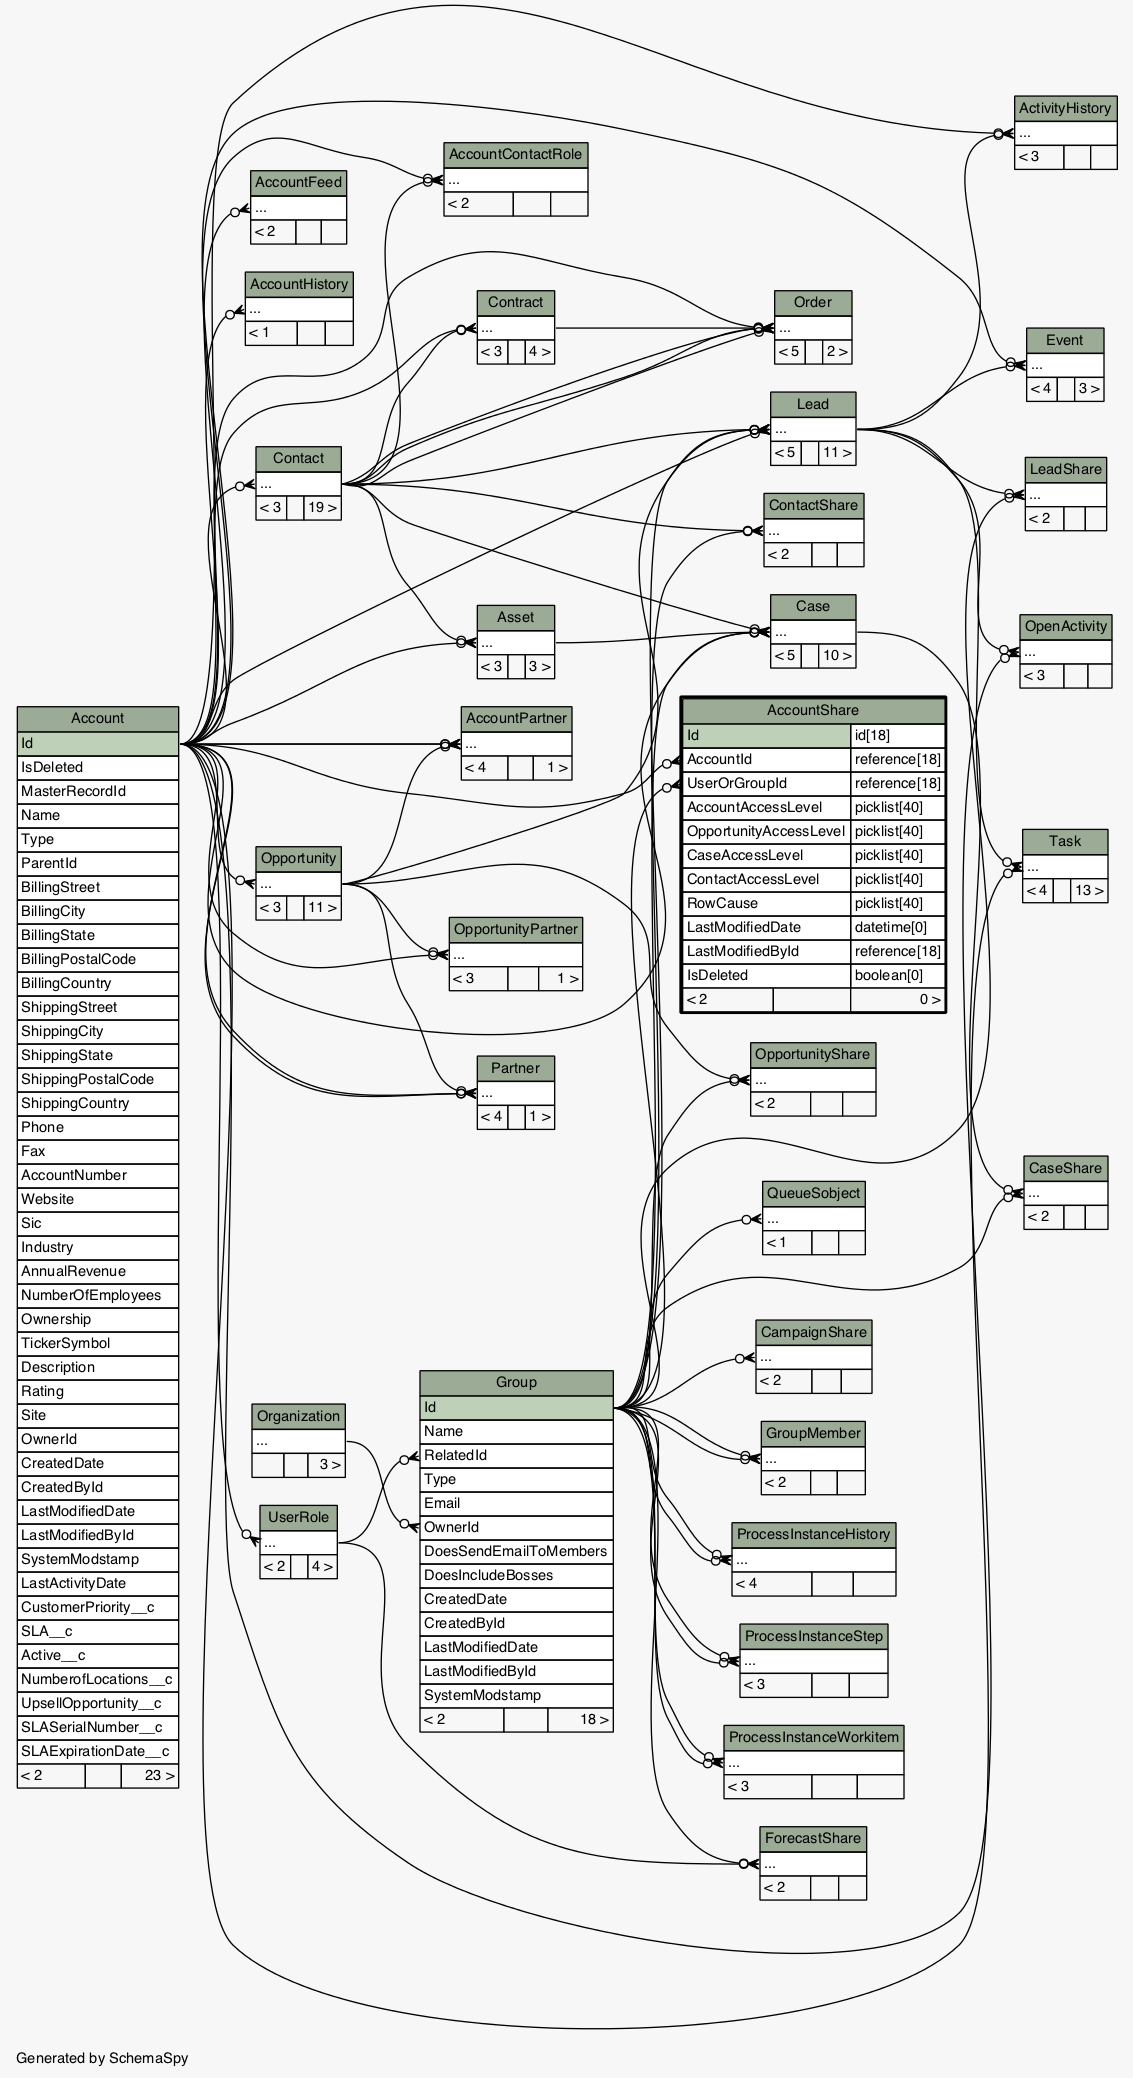 ActivityHistory
...
< 3
AccountContactRole
...
< 2
AccountFeed
...
< 2
AccountHistory
...
< 1
Contract
...
< 3 4 >
Order
...
< 5 2 >
Event
...
< 4 3 >
Lead
...
< 5 11 >
Contact
...
< 3 19 >
LeadShare
...
< 2
ContactShare
...
< 2
Asset
...
< 3 3 >
Case
...
< 5 10 >
OpenActivity
...
< 3
Account
Id
IsDeleted
MasterRecordId
Name
Type
ParentId
BillingStreet
BillingCity
BillingState
BillingPostalCode
BillingCountry
ShippingStreet
ShippingCity
ShippingState
ShippingPostalCode
ShippingCountry
Phone
Fax
AccountNumber
Website
Sic
Industry
AnnualRevenue
NumberOfEmployees
Ownership
TickerSymbol
Description
Rating
Site
OwnerId
CreatedDate
CreatedById
LastModifiedDate
LastModifiedById
SystemModstamp
LastActivityDate
CustomerPriority__c
SLA__c
Active__c
NumberofLocations__c
UpsellOpportunity__c
SLASerialNumber__c
SLAExpirationDate__c
< 2 23 >
AccountPartner
...
< 4 1 >
AccountShare
Id id[18]
AccountId reference[18]
UserOrGroupId reference[18]
AccountAccessLevel picklist[40]
OpportunityAccessLevel picklist[40]
CaseAccessLevel picklist[40]
ContactAccessLevel picklist[40]
RowCause picklist[40]
LastModifiedDate datetime[0]
LastModifiedById reference[18]
IsDeleted boolean[0]
< 2 0 >
Task
...
< 4 13 >
Opportunity
...
< 3 11 >
OpportunityPartner
...
< 3 1 >
Partner
...
< 4 1 >
OpportunityShare
...
< 2
QueueSobject
...
< 1
CaseShare
...
< 2
CampaignShare
...
< 2
Group
Id
Name
RelatedId
Type
Email
OwnerId
DoesSendEmailToMembers
DoesIncludeBosses
CreatedDate
CreatedById
LastModifiedDate
LastModifiedById
SystemModstamp
< 2 18 >
Organization
...
3 >
UserRole
...
< 2 4 >
GroupMember
...
< 2
ProcessInstanceHistory
...
< 4
ProcessInstanceStep
...
< 3
ProcessInstanceWorkitem
...
< 3
ForecastShare
...
< 2
Generated by SchemaSpy